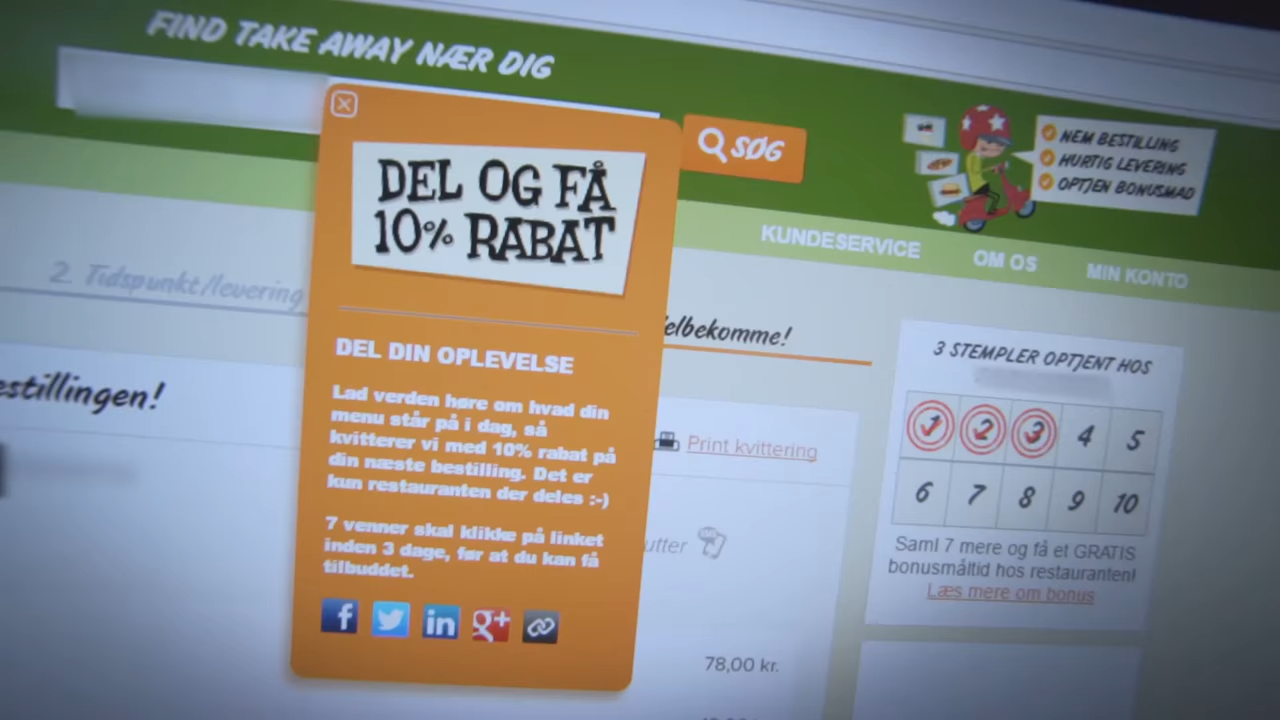 FIND TAKE AWAY NÆR DIG
SØG
NEM BESTILLING
HURTIG LEVERING
OPTJEN BONUSMAD
KUNDESERVICE
OM OS
MIN KONTO
DEL OG FÅ
10% RABAT
DEL DIN OPLEVELSE
Lad verden høre om hvad din
menu står på i dag, så
kvitterer vi med 10% rabat på
din næste bestilling. Det er
kun restauranten der deles :-)
7 venner skal klikke på linket
inden 3 dage, før at du kan få
tilbuddet.
f
in
g+
2. Tidspunkt/levering
elbekomme!
estillingen!
Print kvittering
utter
78,00 kr.
3 STEMPLER OPTJENT HOS
1 2 3 4 5
6 7 8 9 10
Saml 7 mere og få et GRATIS
bonusmåltid hos restauranten!
Læs mere om bonus